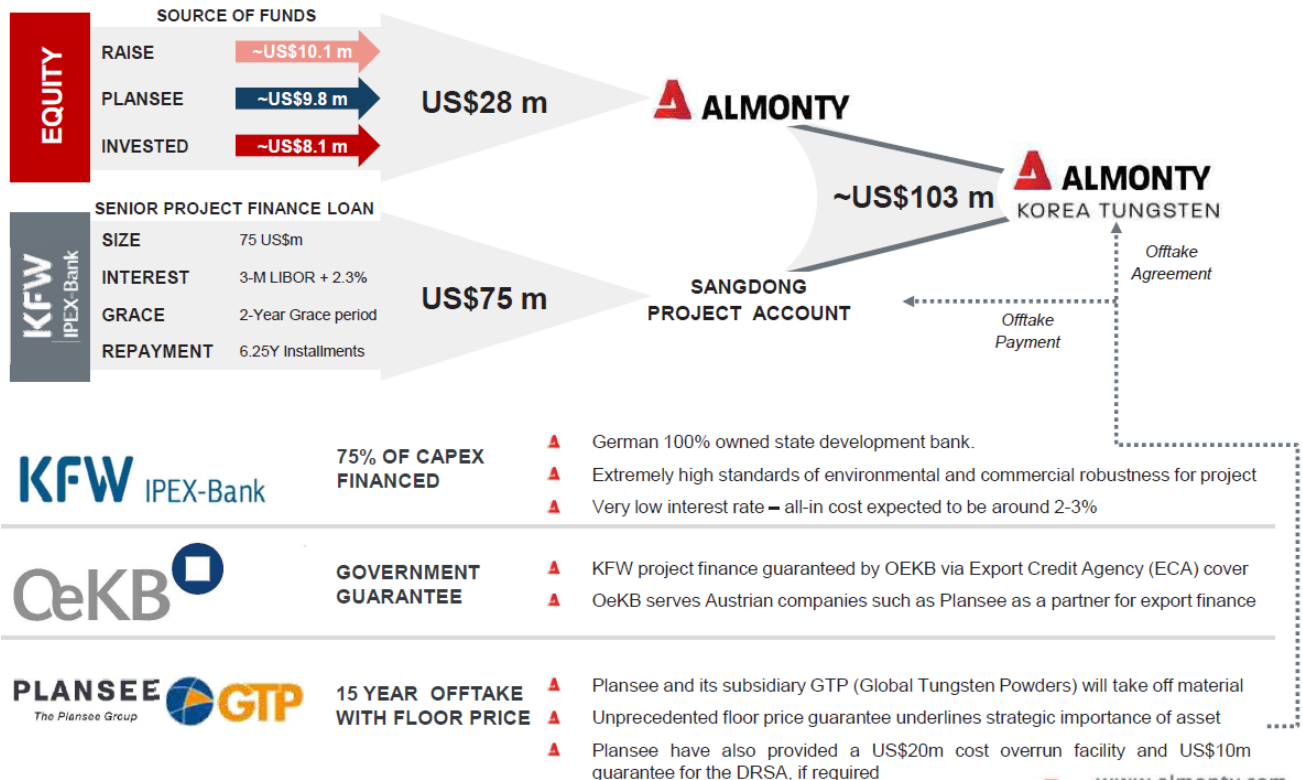 SOURCE OF FUNDS
EQUITY
RAISE ~US$10.1 m
PLANSEE ~US$9.8 m
INVESTED ~US$8.1 m
US$28 m
ALMONTY
SENIOR PROJECT FINANCE LOAN
KFW
IPEX-Bank
SIZE 75 US$m
INTEREST 3-M LIBOR + 2.3%
GRACE 2-Year Grace period
REPAYMENT 6.25Y Installments
US$75 m
SANGDONG
PROJECT ACCOUNT
~US$103 m
ALMONTY
KOREA TUNGSTEN
Offtake
Agreement
Offtake
Payment
KFW IPEX-Bank
75% OF CAPEX
FINANCED
German 100% owned state development bank.
Extremely high standards of environmental and commercial robustness for project
Very low interest rate – all-in cost expected to be around 2-3%
OeKB
GOVERNMENT
GUARANTEE
KFW project finance guaranteed by OEKB via Export Credit Agency (ECA) cover
OeKB serves Austrian companies such as Plansee as a partner for export finance
PLANSEE
The Plansee Group
GTP
15 YEAR OFFTAKE
WITH FLOOR PRICE
Plansee and its subsidiary GTP (Global Tungsten Powders) will take off material
Unprecedented floor price guarantee underlines strategic importance of asset
Plansee have also provided a US$20m cost overrun facility and US$10m
guarantee for the DRSA, if required
www.almonty.com